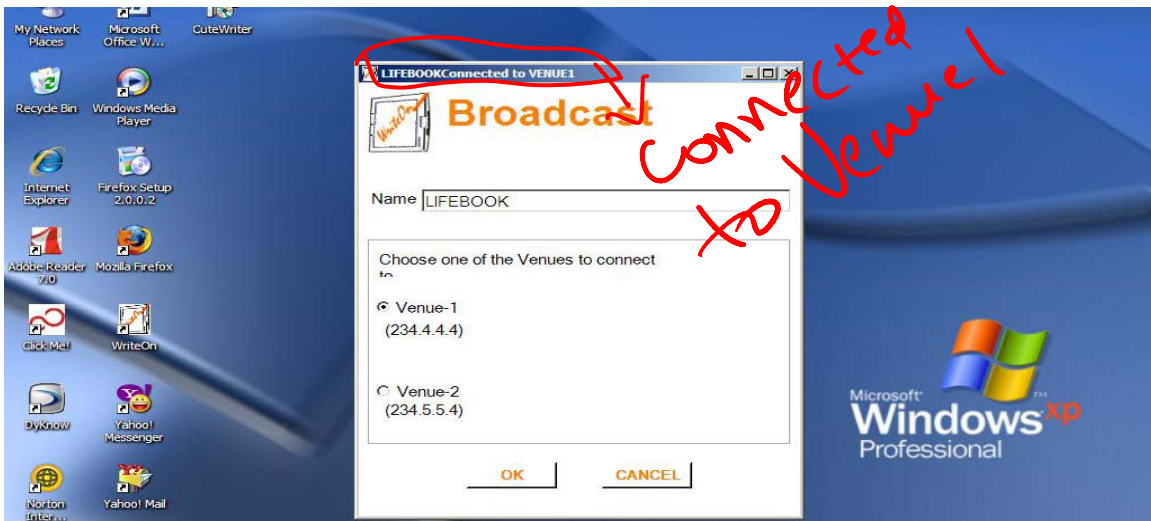 My Network
Places
Microsoft
Office W...
CuteWriter
Recycle Bin
Windows Media
Player
Internet
Explorer
Firefox Setup
2.0.0.2
Adobe Reader
7.0
Mozilla Firefox
Click Me!
WriteOn
DyKnow
Yahoo!
Messenger
Norton
Inter...
Yahoo! Mail
LIFEBOOKConnected to VENUE1
WriteOn
Broadcast
Connected
to Venue1
Name LIFEBOOK
Choose one of the Venues to connect
to
Venue-1
(234.4.4.4)
Venue-2
(234.5.5.4)
OK CANCEL
Microsoft
Windows xp
TM
Professional